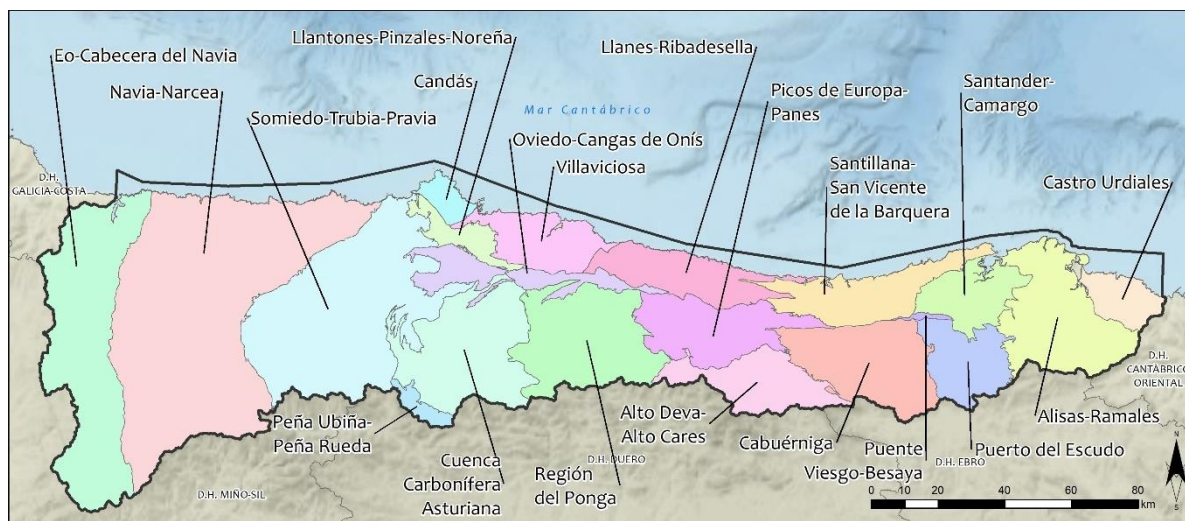 Llantones-Pinzales-Noreña
Eo-Cabecera del Navia
Candás
Llanes-Ribadesella
Navia-Narcea
Picos de Europa-
Panes
Santander-
Camargo
Mar Cantábrico
Somiedo-Trubia-Pravia
Oviedo-Cangas de Onís
Villaviciosa
Santillana-
San Vicente
de la Barquera
Castro Urdiales
D.H.
GALICIA-COSTA
D.H.
CANTÁBRICO
ORIENTAL
Peña Ubiña-
Peña Rueda
Alto Deva-
Alto Cares
Alisas-Ramales
Cabuérniga
Puente
Viesgo-Besaya
Puerto del Escudo
Cuenca
Carbonífera
Asturiana
Región
del Ponga
D.H. DUERO
D.H. EBRO
D.H. MIÑO-SIL
N
S
0 10 20 40 60 80
km